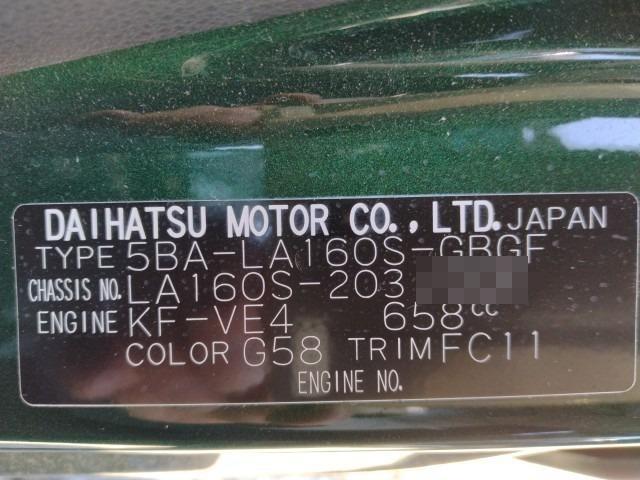 DAIHATSU MOTOR CO., LTD. JAPAN
TYPE 5BA-LA160S-GBGF
CHASSIS NO. LA160S-203
ENGINE KF-VE4 658cc
COLOR G58 TRIM FC11
ENGINE NO.